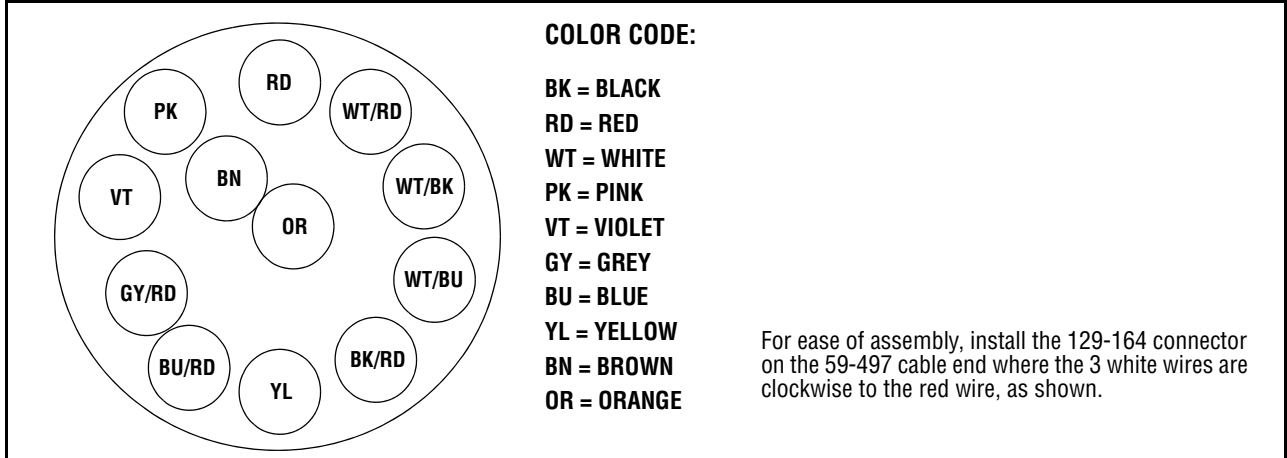 RD
PK
WT/RD
BN
WT/BK
VT
OR
WT/BU
GY/RD
BK/RD
BU/RD
YL
COLOR CODE:
BK = BLACK
RD = RED
WT = WHITE
PK = PINK
VT = VIOLET
GY = GREY
BU = BLUE
YL = YELLOW
BN = BROWN
OR = ORANGE
For ease of assembly, install the 129-164 connector
on the 59-497 cable end where the 3 white wires are
clockwise to the red wire, as shown.